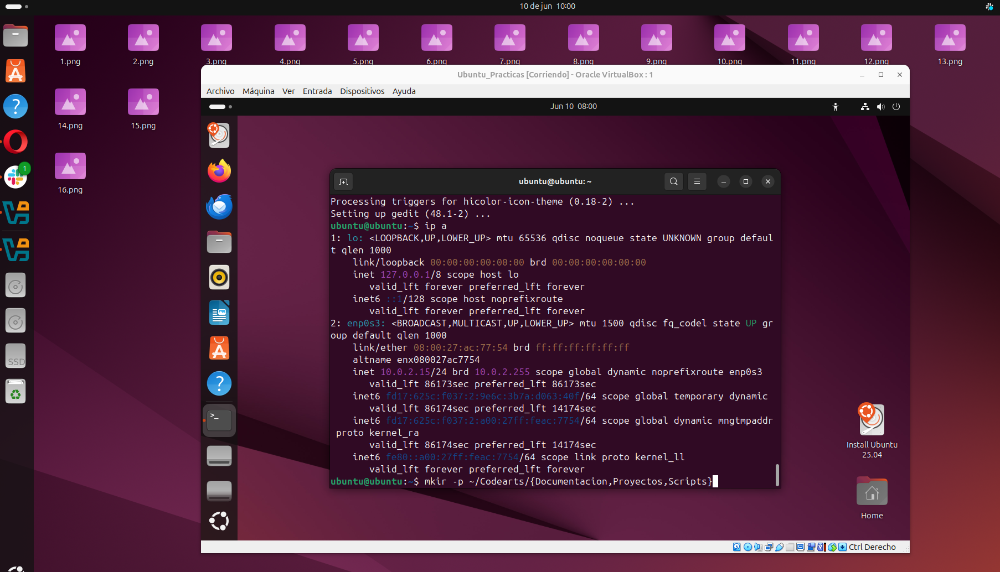 10 de jun 10:00
1.png
2.png
3.png
4.png
5.png
6.png
7.png
8.png
9.png
10.png
11.png
12.png
13.png
14.png
15.png
16.png
1
SSD
Ubuntu_Practicas [Corriendo] - Oracle VirtualBox : 1
Archivo Máquina Ver Entrada Dispositivos Ayuda
Jun 10 08:00
ubuntu@ubuntu: ~
Processing triggers for hicolor-icon-theme (0.18-2) ...
Setting up gedit (48.1-2) ...
ubuntu@ubuntu:~$ ip a
1: lo: <LOOPBACK,UP,LOWER_UP> mtu 65536 qdisc noqueue state UNKNOWN group defaul
t qlen 1000
    link/loopback 00:00:00:00:00:00 brd 00:00:00:00:00:00
    inet 127.0.0.1/8 scope host lo
       valid_lft forever preferred_lft forever
    inet6 ::1/128 scope host noprefixroute
       valid_lft forever preferred_lft forever
2: enp0s3: <BROADCAST,MULTICAST,UP,LOWER_UP> mtu 1500 qdisc fq_codel state UP gr
oup default qlen 1000
    link/ether 08:00:27:ac:77:54 brd ff:ff:ff:ff:ff:ff
    altname enx080027ac7754
    inet 10.0.2.15/24 brd 10.0.2.255 scope global dynamic noprefixroute enp0s3
       valid_lft 86173sec preferred_lft 86173sec
    inet6 fd17:625c:f037:2:9e6c:3b7a:d063:40f/64 scope global temporary dynamic
       valid_lft 86174sec preferred_lft 14174sec
    inet6 fd17:625c:f037:2:a00:27ff:feac:7754/64 scope global dynamic mngtmpaddr
 proto kernel_ra
       valid_lft 86174sec preferred_lft 14174sec
    inet6 fe80::a00:27ff:feac:7754/64 scope link proto kernel_ll
       valid_lft forever preferred_lft forever
ubuntu@ubuntu:~$ mkir -p ~/Codearts/{Documentacion,Proyectos,Scripts}
Install Ubuntu
25.04
Home
Ctrl Derecho